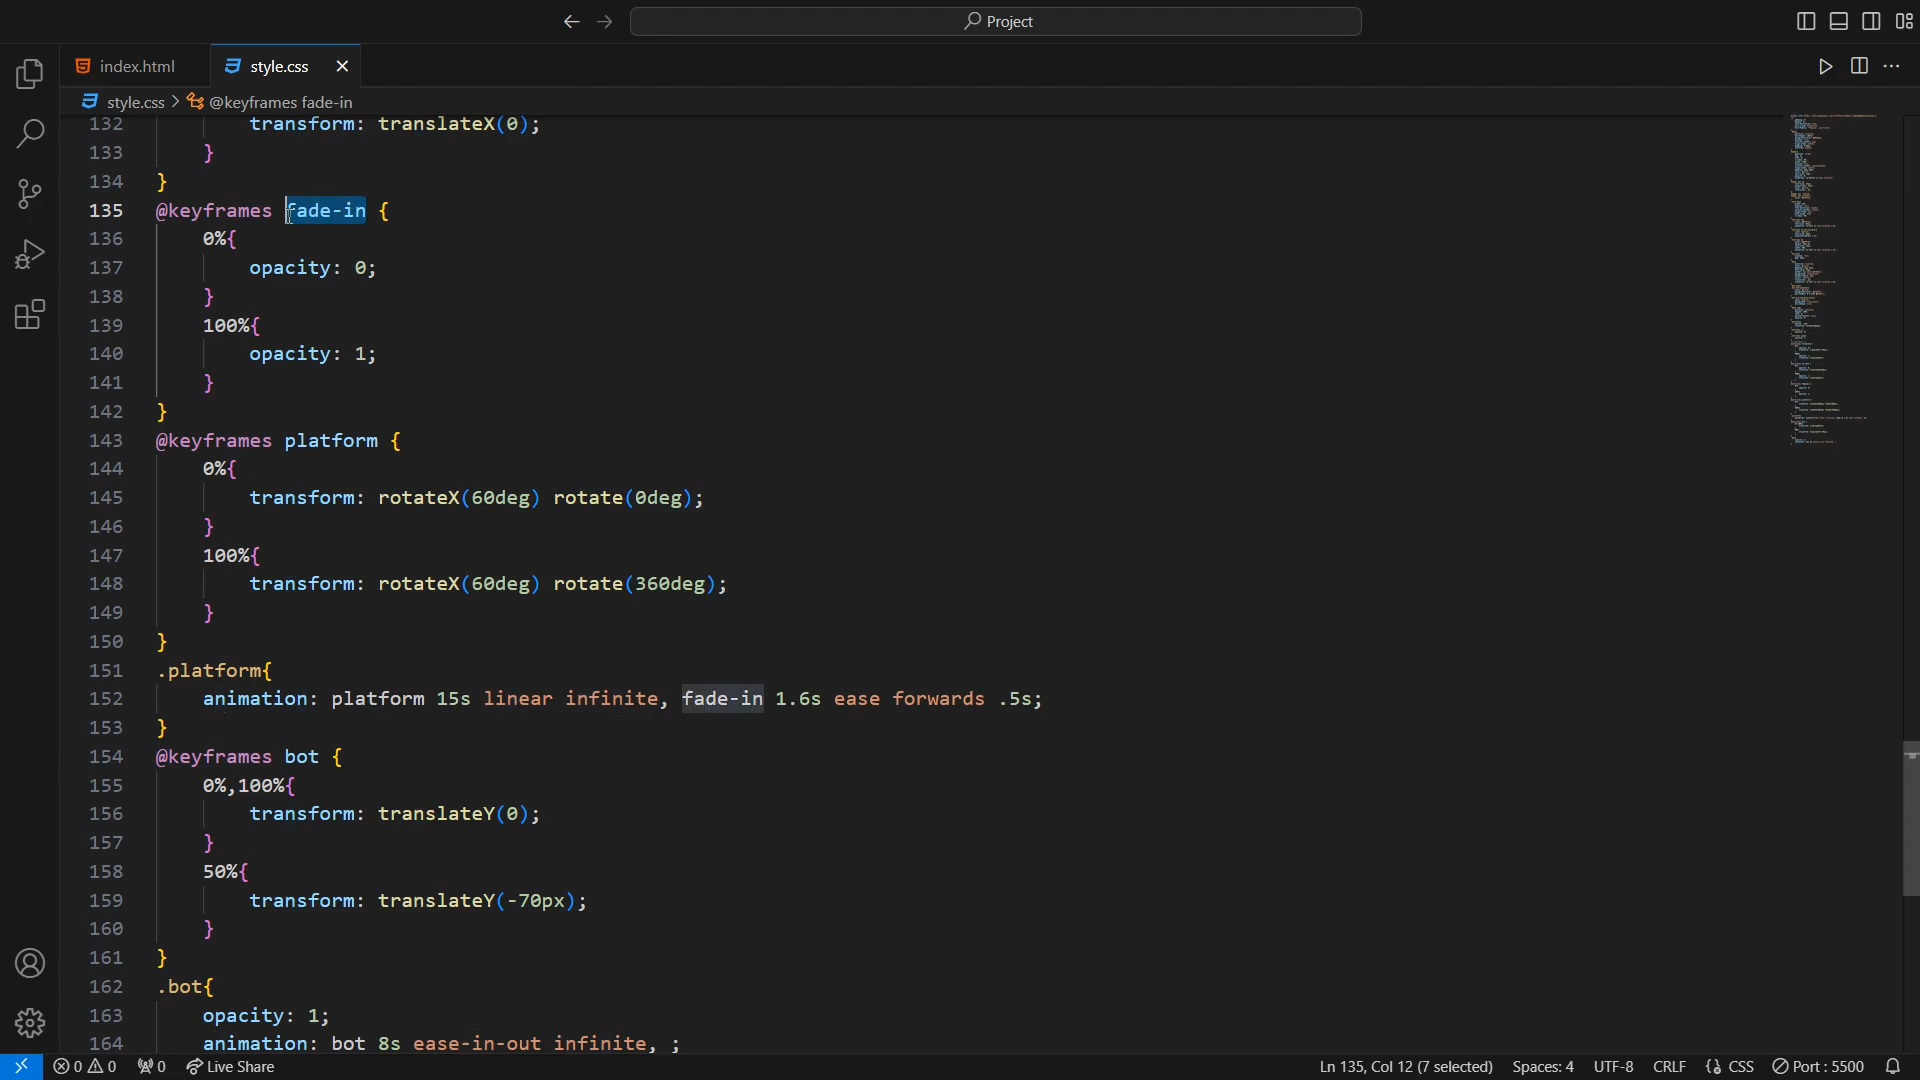 Project
index.html
style.css
style.css > @keyframes fade-in
132 transform: translateX(0);
133 }
134 }
135 @keyframes fade-in {
136 0%{
137 opacity: 0;
138 }
139 100%{
140 opacity: 1;
141 }
142 }
143 @keyframes platform {
144 0%{
145 transform: rotateX(60deg) rotate(0deg);
146 }
147 100%{
148 transform: rotateX(60deg) rotate(360deg);
149 }
150 }
151 .platform{
152 animation: platform 15s linear infinite, fade-in 1.6s ease forwards .5s;
153 }
154 @keyframes bot {
155 0%,100%{
156 transform: translateY(0);
157 }
158 50%{
159 transform: translateY(-70px);
160 }
161 }
162 .bot{
163 opacity: 1;
164 animation: bot 8s ease-in-out infinite, ;
0 0 0 Live Share Ln 135, Col 12 (7 selected) Spaces: 4 UTF-8 CRLF {} CSS Port : 5500